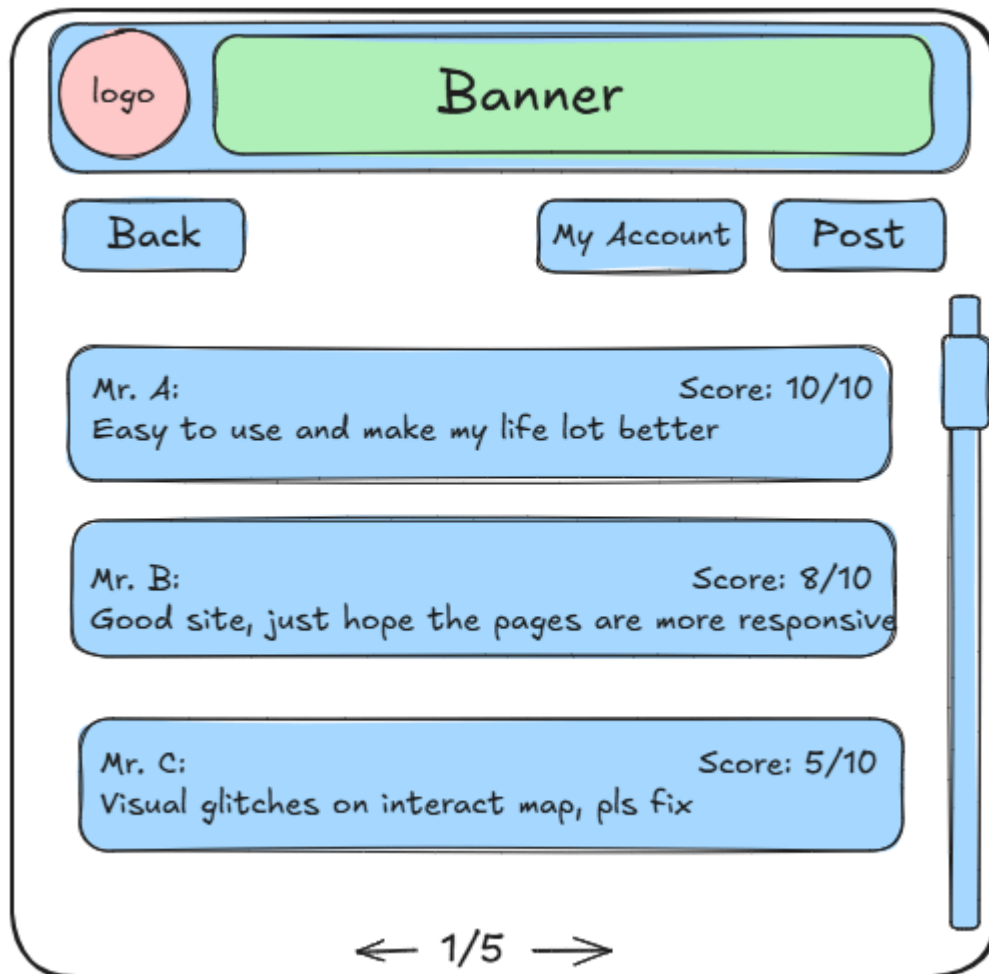 logo
Banner
Back
My Account
Post
Mr. A:
Score: 10/10
Easy to use and make my life lot better
Mr. B:
Score: 8/10
Good site, just hope the pages are more responsive
Mr. C:
Score: 5/10
Visual glitches on interact map, pls fix
1/5